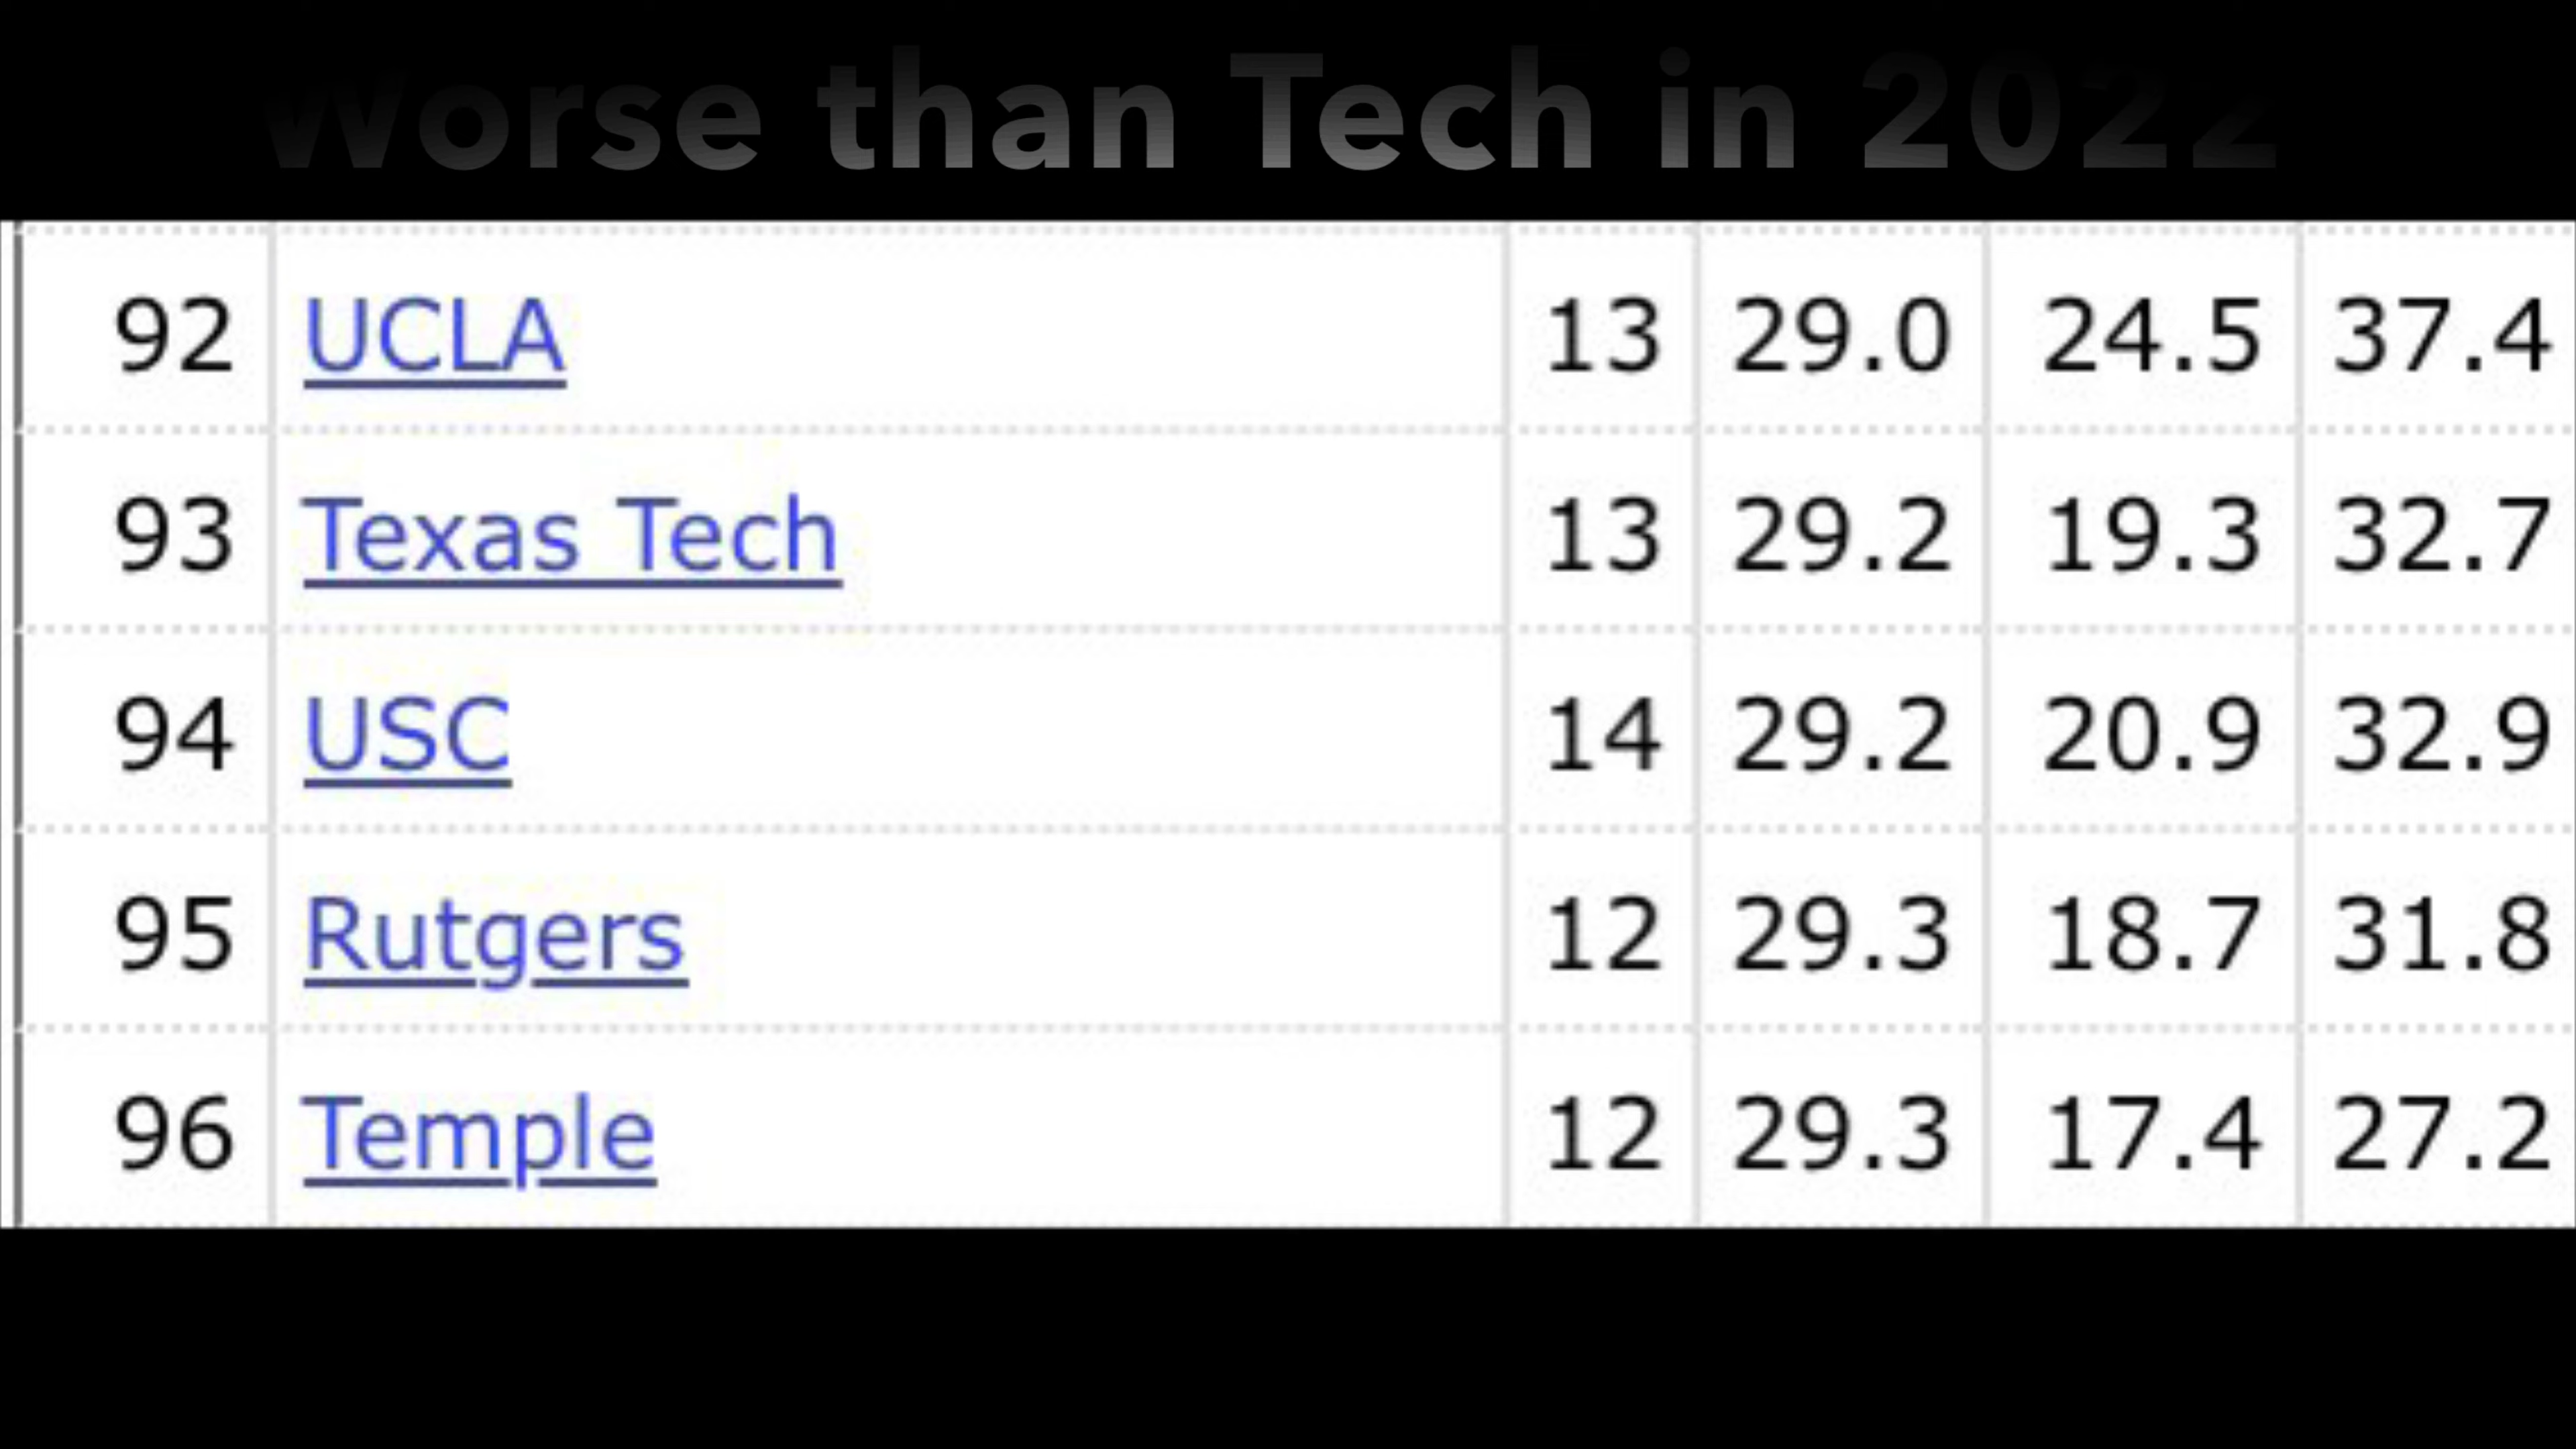 Worse than Tech in 2022
92 UCLA 13 29.0 24.5 37.4
93 Texas Tech 13 29.2 19.3 32.7
94 USC 14 29.2 20.9 32.9
95 Rutgers 12 29.3 18.7 31.8
96 Temple 12 29.3 17.4 27.2